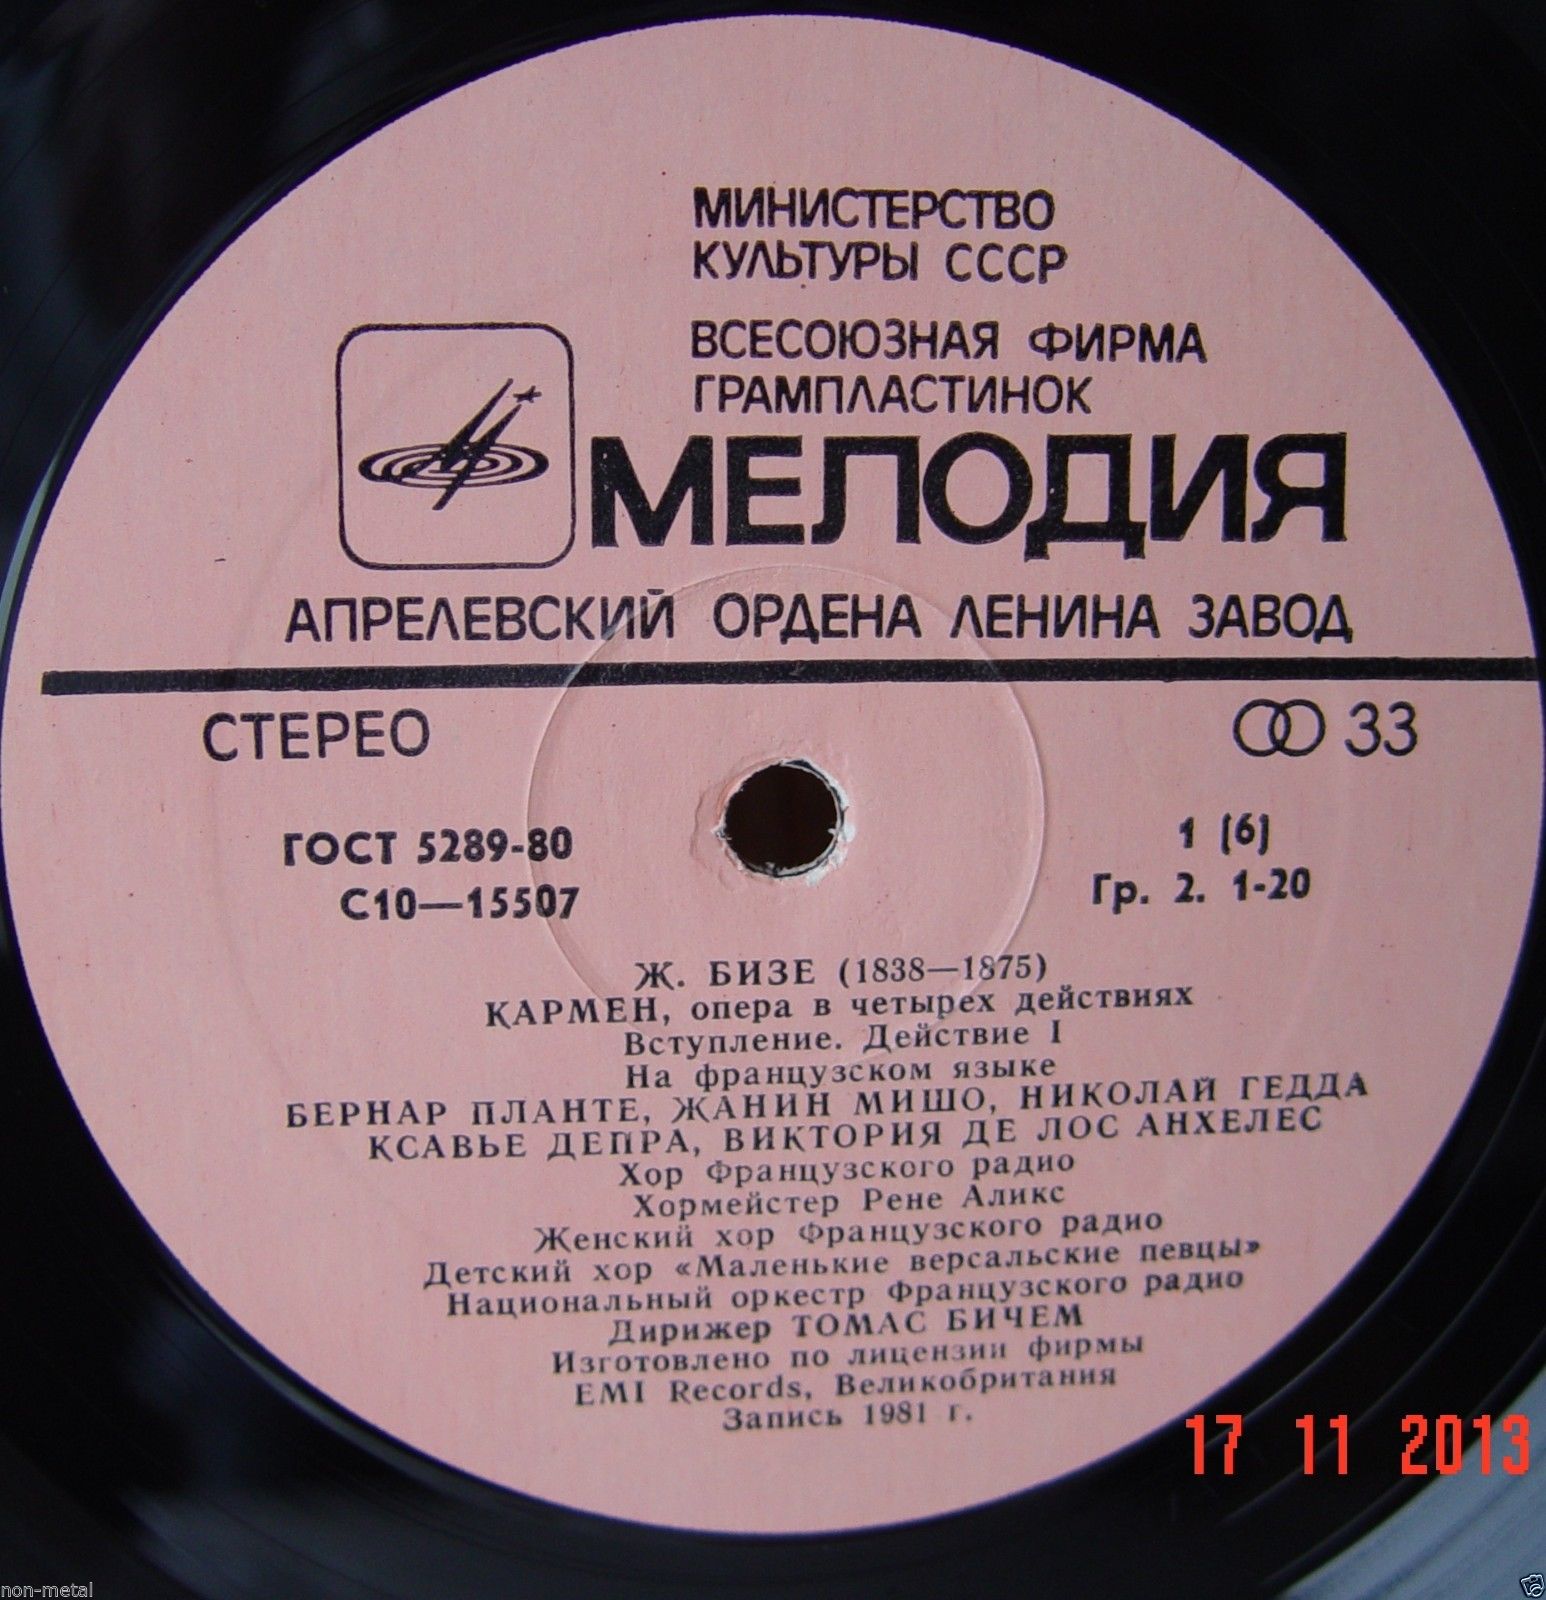 МИНИСТЕРСТВО
КУЛЬТУРЫ СССР
ВСЕСОЮЗНАЯ ФИРМА
ГРАМПЛАСТИНОК
МЕЛОДИЯ
АПРЕЛЕВСКИЙ ОРДЕНА ЛЕНИНА ЗАВОД
СТЕРЕО
33
ГОСТ 5289-80
С10—15507
1 (6)
Гр. 2. 1-20
Ж. БИЗЕ (1838—1875)
КАРМЕН, опера в четырех действиях
Вступление. Действие I
На французском языке
БЕРНАР ПЛАНТЕ, ЖАНИН МИШО, НИКОЛАЙ ГЕДДА
КСАВЬЕ ДЕПРА, ВИКТОРИЯ ДЕ ЛОС АНХЕЛЕС
Хор Французского радио
Хормейстер Рене Аликс
Женский хор Французского радио
Детский хор «Маленькие версальские певцы»
Национальный оркестр Французского радио
Дирижер ТОМАС БИЧЕМ
Изготовлено по лицензии фирмы
EMI Records, Великобритания
Запись 1981 г.
17 11 2013
non-metal